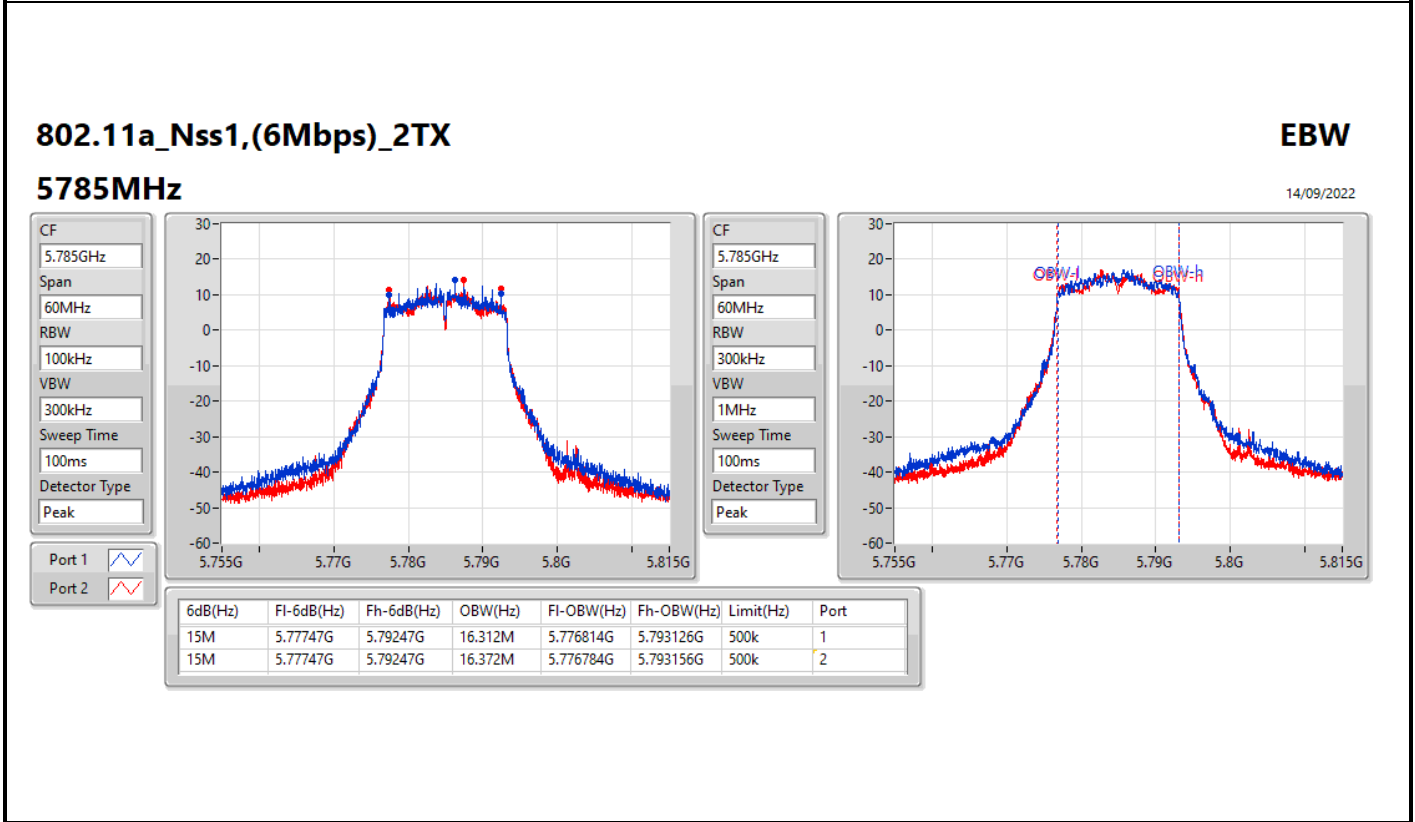 802.11a_Nss1,(6Mbps)_2TX EBW
5785MHz 14/09/2022
CF
5.785GHz
Span
60MHz
RBW
100kHz
VBW
300kHz
Sweep Time
100ms
Detector Type
Peak
Port 1
Port 2
30
20
10
0
-10
-20
-30
-40
-50
-60
5.755G 5.77G 5.78G 5.79G 5.8G 5.815G
CF
5.785GHz
Span
60MHz
RBW
300kHz
VBW
1MHz
Sweep Time
100ms
Detector Type
Peak
30
20
10
0
-10
-20
-30
-40
-50
-60
OBW-l OBW-h
5.755G 5.77G 5.78G 5.79G 5.8G 5.815G
6dB(Hz) Fl-6dB(Hz) Fh-6dB(Hz) OBW(Hz) Fl-OBW(Hz) Fh-OBW(Hz) Limit(Hz) Port
15M 5.77747G 5.79247G 16.312M 5.776814G 5.793126G 500k 1
15M 5.77747G 5.79247G 16.372M 5.776784G 5.793156G 500k 2